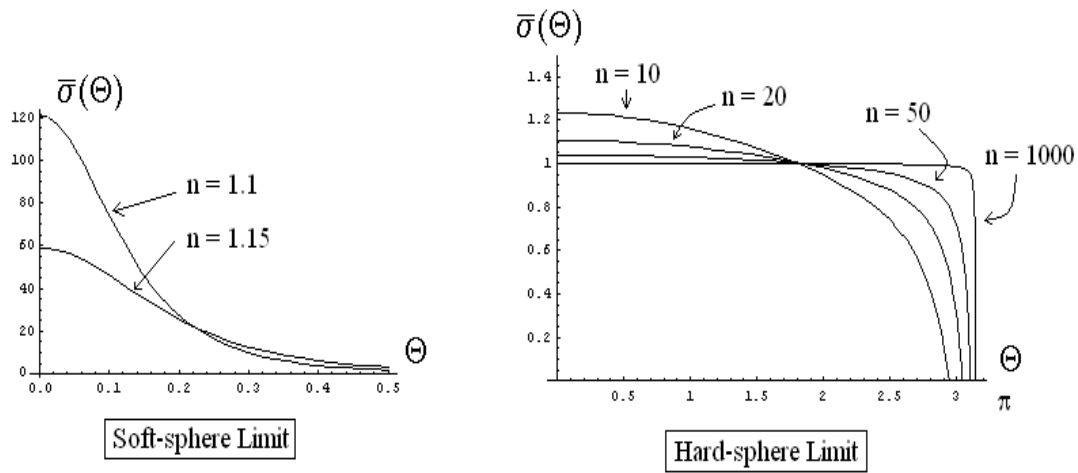 σ̅(Θ)
120
100
80
60
40
20
0
0.0
0.1
0.2
0.3
0.4
0.5
n = 1.1
n = 1.15
Θ
Soft-sphere Limit
σ̅(Θ)
1.4
1.2
1
0.8
0.6
0.4
0.2
0.5
1
1.5
2
2.5
3
n = 10
n = 20
n = 50
n = 1000
Θ
π
Hard-sphere Limit